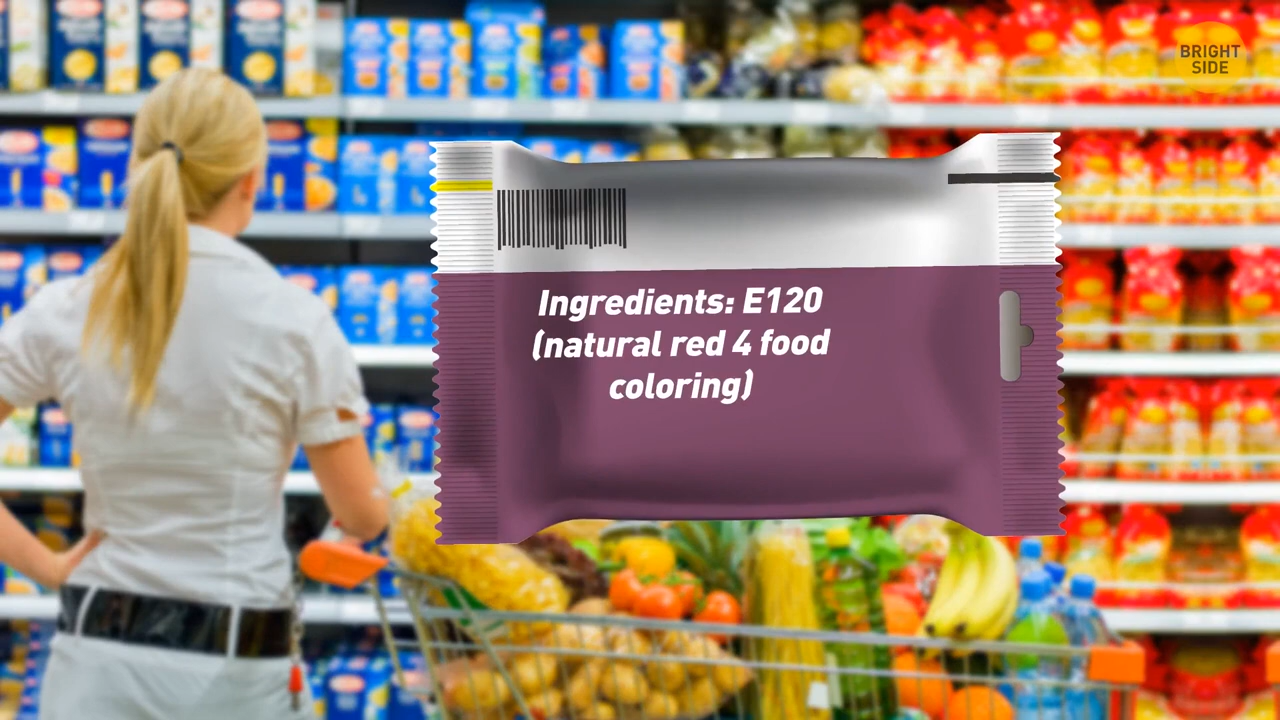 BRIGHT
SIDE
Ingredients: E120
(natural red 4 food
coloring)